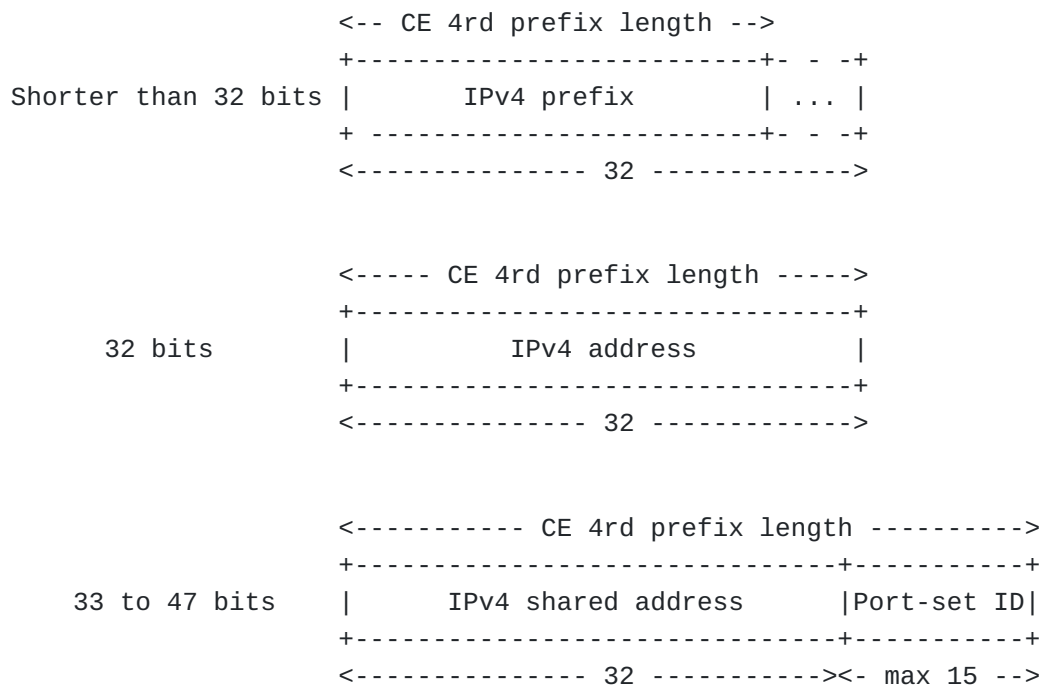 <-- CE 4rd prefix length -->
+--------------------------+- - -+
Shorter than 32 bits | IPv4 prefix | ... |
+ -------------------------+- - -+
<--------------- 32 ------------->
<----- CE 4rd prefix length ----->
+--------------------------------+
32 bits | IPv4 address |
+--------------------------------+
<--------------- 32 ------------->
<----------- CE 4rd prefix length ---------->
+-------------------------------+-----------+
33 to 47 bits | IPv4 shared address |Port-set ID|
+-------------------------------+-----------+
<--------------- 32 -----------><- max 15 -->